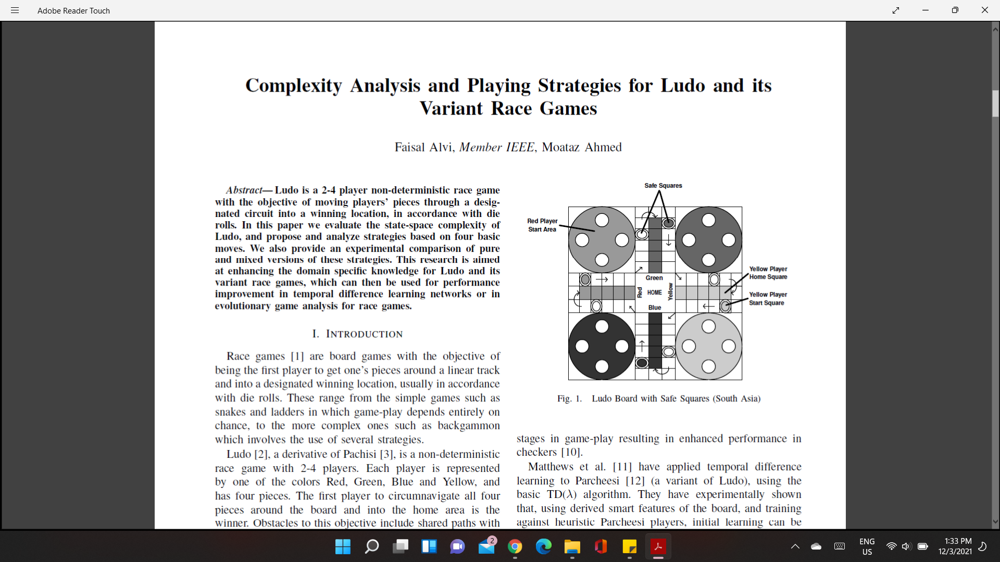 Adobe Reader Touch
Complexity Analysis and Playing Strategies for Ludo and its
Variant Race Games
Faisal Alvi, Member IEEE, Moataz Ahmed
Abstract— Ludo is a 2-4 player non-deterministic race game
with the objective of moving players' pieces through a desig-
nated circuit into a winning location, in accordance with die
rolls. In this paper we evaluate the state-space complexity of
Ludo, and propose and analyze strategies based on four basic
moves. We also provide an experimental comparison of pure
and mixed versions of these strategies. This research is aimed
at enhancing the domain specific knowledge for Ludo and its
variant race games, which can then be used for performance
improvement in temporal difference learning networks or in
evolutionary game analysis for race games.
I. INTRODUCTION
Race games [1] are board games with the objective of
being the first player to get one's pieces around a linear track
and into a designated winning location, usually in accordance
with die rolls. These range from the simple games such as
snakes and ladders in which game-play depends entirely on
chance, to the more complex ones such as backgammon
which involves the use of several strategies.
Ludo [2], a derivative of Pachisi [3], is a non-deterministic
race game with 2-4 players. Each player is represented
by one of the colors Red, Green, Blue and Yellow, and
has four pieces. The first player to circumnavigate all four
pieces around the board and into the home area is the
winner. Obstacles to this objective include shared paths with
Safe Squares
Red Player
Start Area
Yellow Player
Home Square
Yellow Player
Start Square
Green
Red
HOME
Yellow
Blue
Fig. 1. Ludo Board with Safe Squares (South Asia)
stages in game-play resulting in enhanced performance in
checkers [10].
Matthews et al. [11] have applied temporal difference
learning to Parcheesi [12] (a variant of Ludo), using the
basic TD(λ) algorithm. They have experimentally shown
that, using derived smart features of the board, and training
against heuristic Parcheesi players, initial learning can be
2
ENG
US
1:33 PM
12/3/2021